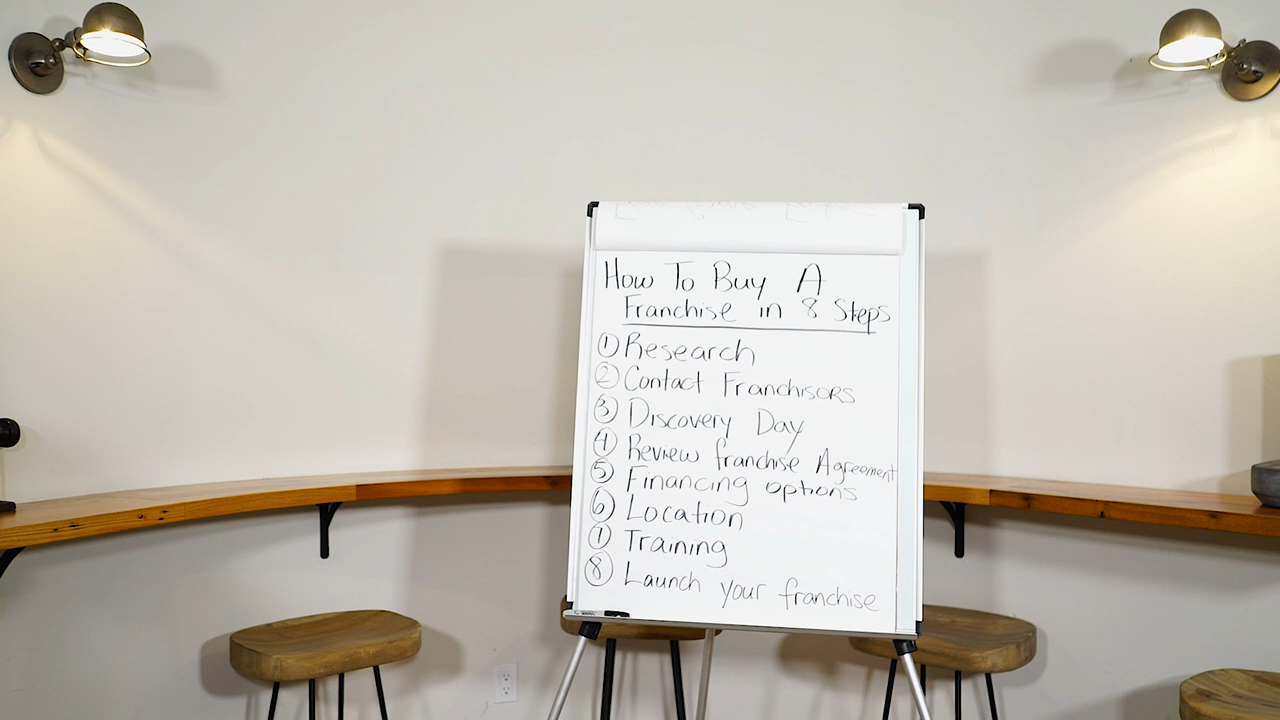 How To Buy A
Franchise in 8 Steps
1 Research
2 Contact Franchisors
3 Discovery Day
4 Review franchise Agreement
5 Financing options
6 Location
7 Training
8 Launch your franchise